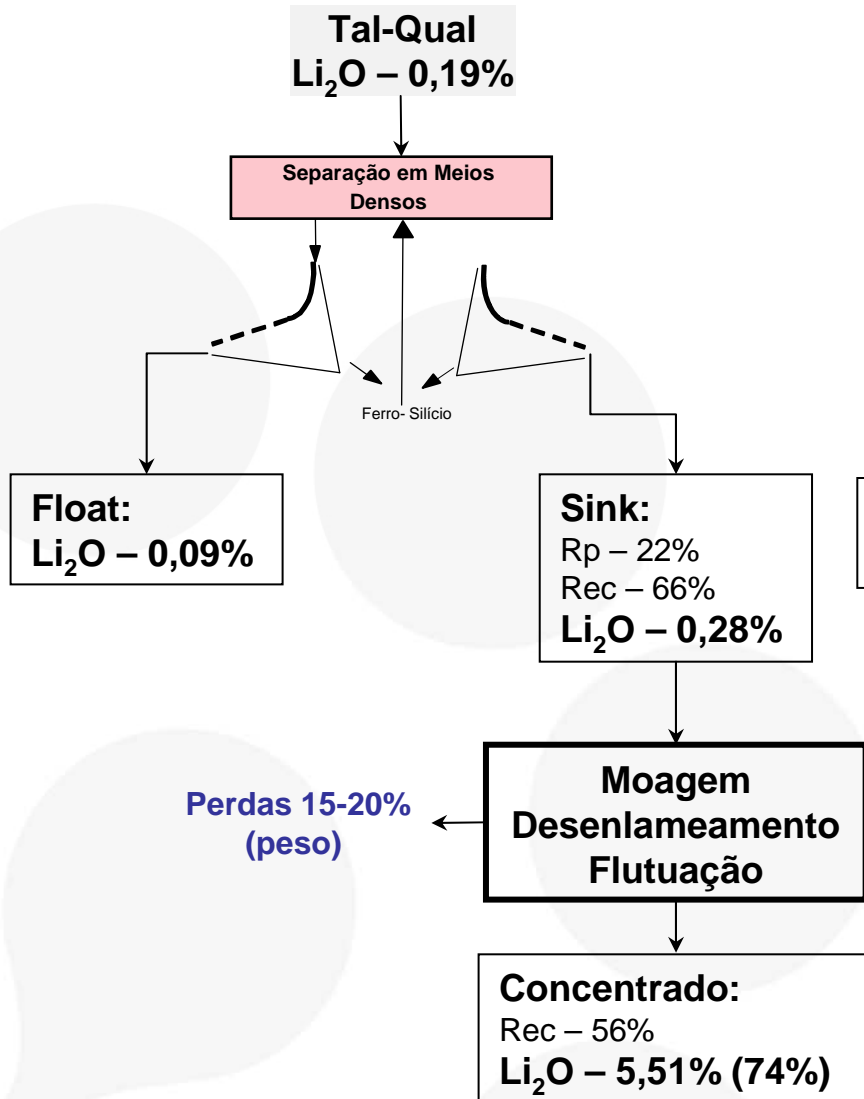 Tal-Qual
Li₂O – 0,19%
Separação em Meios
Densos
Ferro- Silício
Float:
Li₂O – 0,09%
Sink:
Rp – 22%
Rec – 66%
Li₂O – 0,28%
Perdas 15-20%
(peso)
Moagem
Desenlameamento
Flutuação
Concentrado:
Rec – 56%
Li₂O – 5,51% (74%)